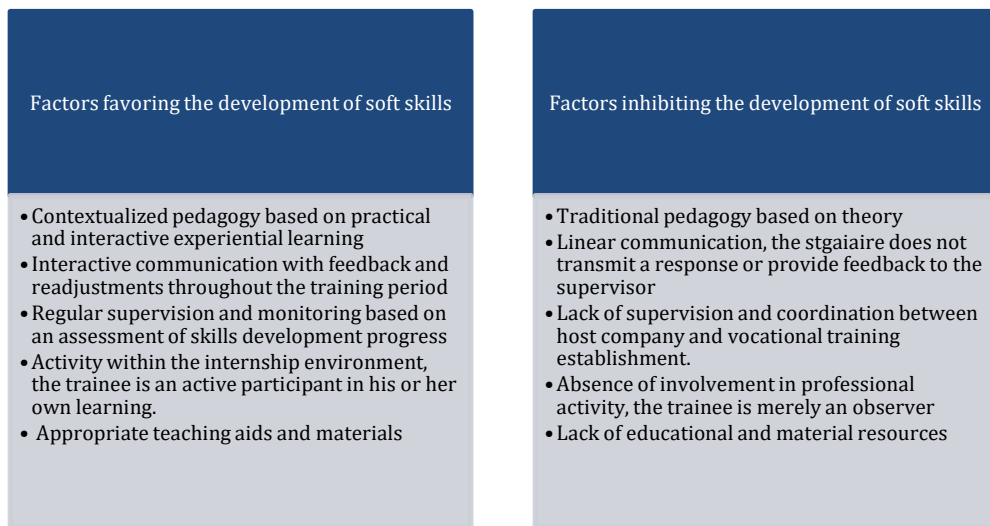 Factors favoring the development of soft skills
• Contextualized pedagogy based on practical
and interactive experiential learning
• Interactive communication with feedback and
readjustments throughout the training period
• Regular supervision and monitoring based on
an assessment of skills development progress
• Activity within the internship environment,
the trainee is an active participant in his or her
own learning.
• Appropriate teaching aids and materials
Factors inhibiting the development of soft skills
• Traditional pedagogy based on theory
• Linear communication, the stgaiaire does not
transmit a response or provide feedback to the
supervisor
• Lack of supervision and coordination between
host company and vocational training
establishment.
• Absence of involvement in professional
activity, the trainee is merely an observer
• Lack of educational and material resources